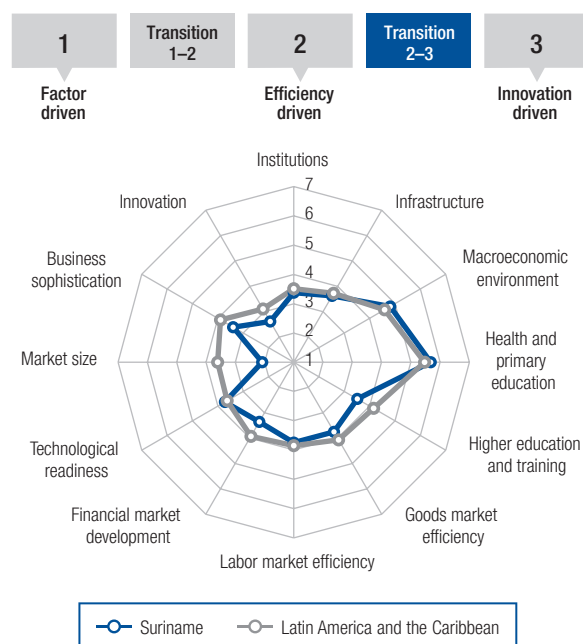 1
Transition
1–2
2
Transition
2–3
3
Factor
driven
Efficiency
driven
Innovation
driven
Institutions
7
6
5
4
3
2
1
Infrastructure
Macroeconomic
environment
Health and
primary
education
Higher education
and training
Goods market
efficiency
Labor market efficiency
Financial market
development
Technological
readiness
Market size
Business
sophistication
Innovation
Suriname
Latin America and the Caribbean